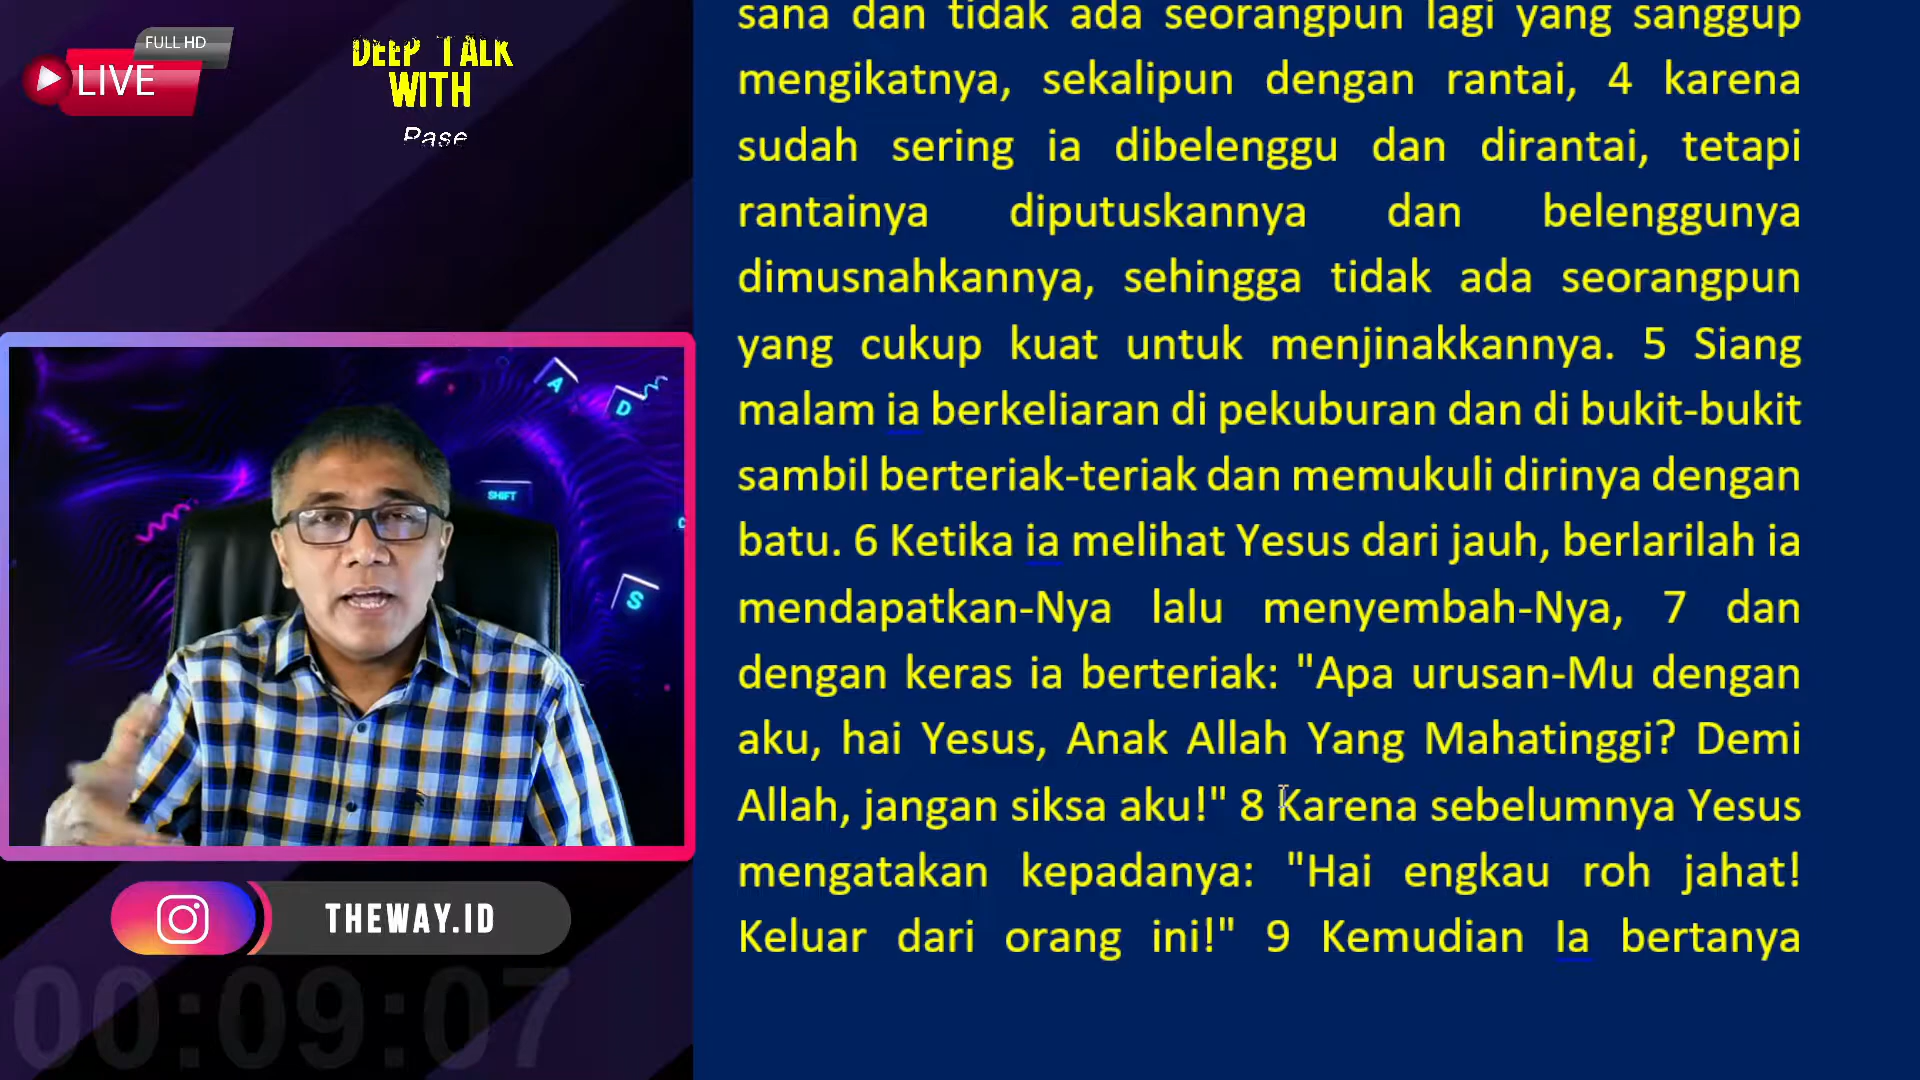 FULL HD
LIVE
DEEP TALK
WITH
Pase
A
D
SHIFT
S
THEWAY.ID
00:09:07
sana dan tidak ada seorangpun lagi yang sanggup
mengikatnya, sekalipun dengan rantai, 4 karena
sudah sering ia dibelenggu dan dirantai, tetapi
rantainya diputuskannya dan belenggunya
dimusnahkannya, sehingga tidak ada seorangpun
yang cukup kuat untuk menjinakkannya. 5 Siang
malam ia berkeliaran di pekuburan dan di bukit-bukit
sambil berteriak-teriak dan memukuli dirinya dengan
batu. 6 Ketika ia melihat Yesus dari jauh, berlarilah ia
mendapatkan-Nya lalu menyembah-Nya, 7 dan
dengan keras ia berteriak: "Apa urusan-Mu dengan
aku, hai Yesus, Anak Allah Yang Mahatinggi? Demi
Allah, jangan siksa aku!" 8 Karena sebelumnya Yesus
mengatakan kepadanya: "Hai engkau roh jahat!
Keluar dari orang ini!" 9 Kemudian Ia bertanya